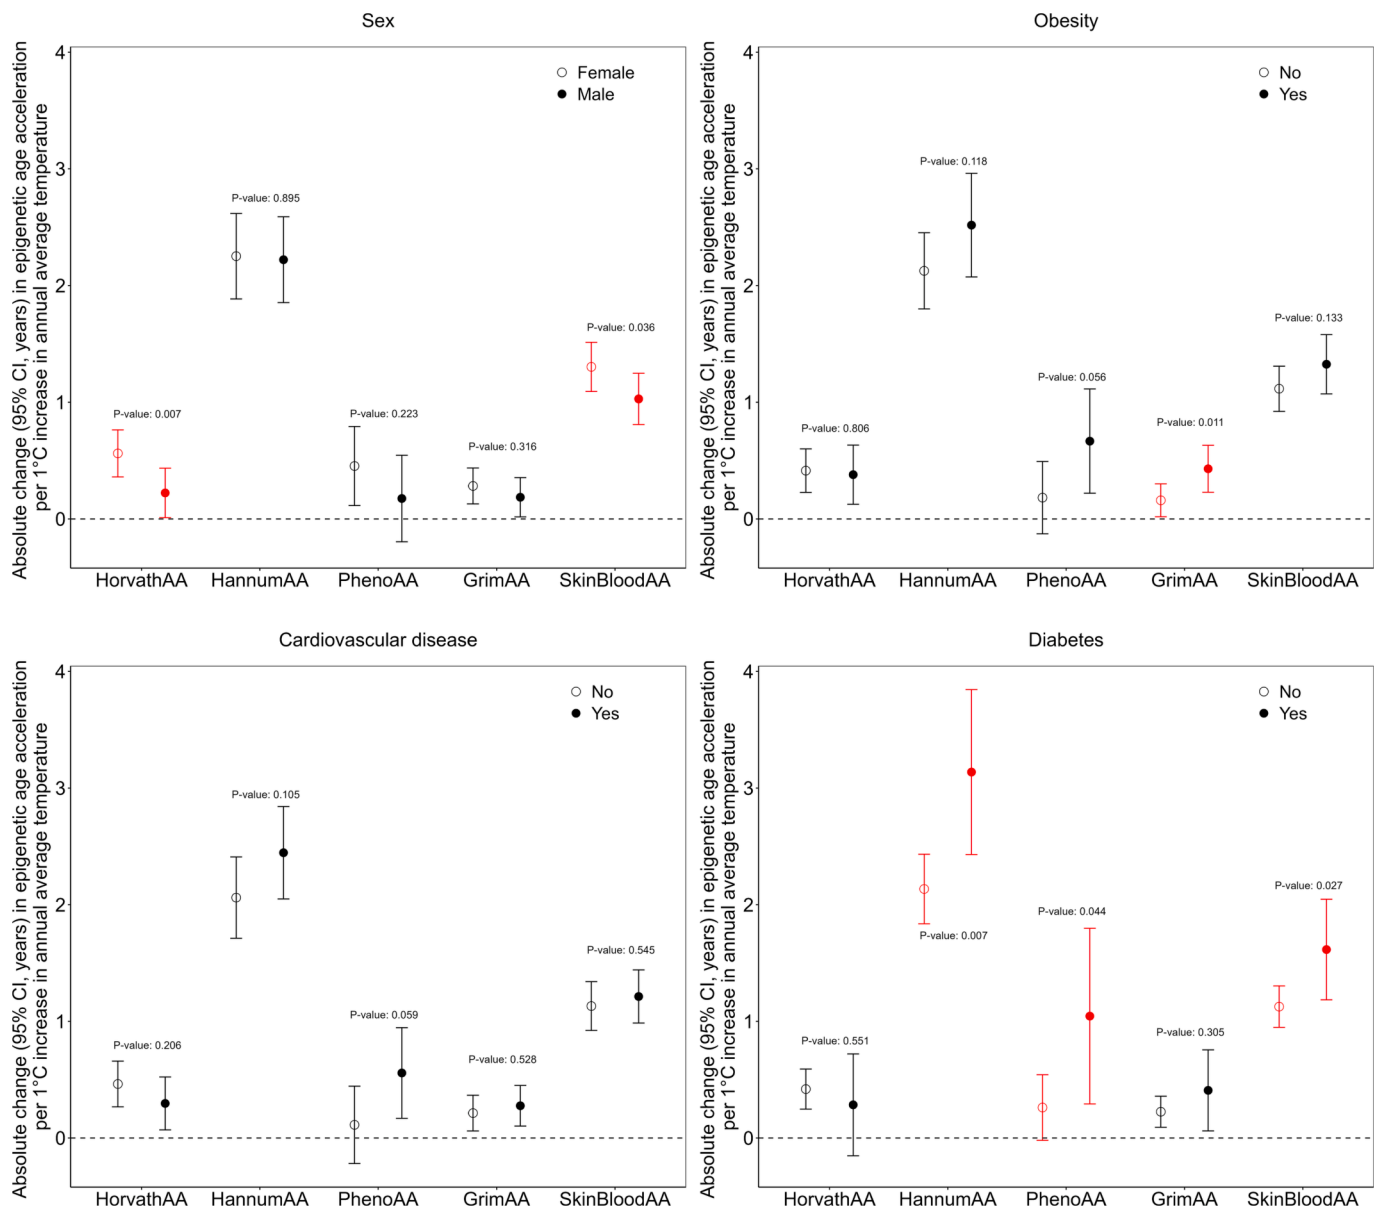 Sex
Absolute change (95% CI, years) in epigenetic age acceleration
per 1°C increase in annual average temperature
4
3
2
1
0
Female
Male
P-value: 0.007
P-value: 0.895
P-value: 0.223
P-value: 0.316
P-value: 0.036
HorvathAA
HannumAA
PhenoAA
GrimAA
SkinBloodAA
Obesity
Absolute change (95% CI, years) in epigenetic age acceleration
per 1°C increase in annual average temperature
4
3
2
1
0
No
Yes
P-value: 0.806
P-value: 0.118
P-value: 0.056
P-value: 0.011
P-value: 0.133
HorvathAA
HannumAA
PhenoAA
GrimAA
SkinBloodAA
Cardiovascular disease
Absolute change (95% CI, years) in epigenetic age acceleration
per 1°C increase in annual average temperature
4
3
2
1
0
No
Yes
P-value: 0.206
P-value: 0.105
P-value: 0.059
P-value: 0.528
P-value: 0.545
HorvathAA
HannumAA
PhenoAA
GrimAA
SkinBloodAA
Diabetes
Absolute change (95% CI, years) in epigenetic age acceleration
per 1°C increase in annual average temperature
4
3
2
1
0
No
Yes
P-value: 0.551
P-value: 0.007
P-value: 0.044
P-value: 0.305
P-value: 0.027
HorvathAA
HannumAA
PhenoAA
GrimAA
SkinBloodAA